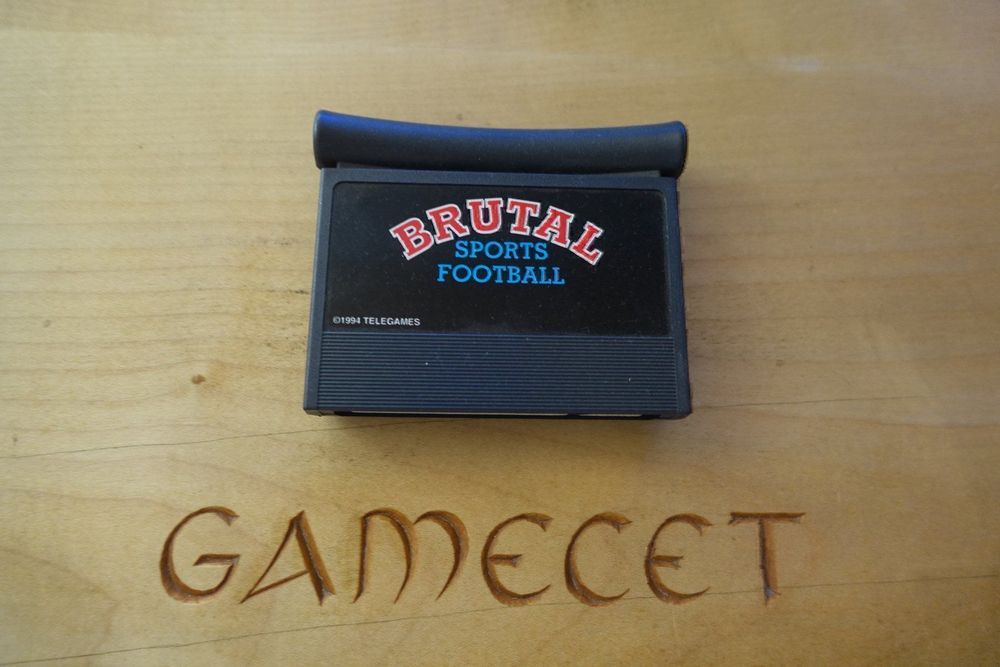 BRUTAL
SPORTS
FOOTBALL
©1994 TELEGAMES
GAMECET